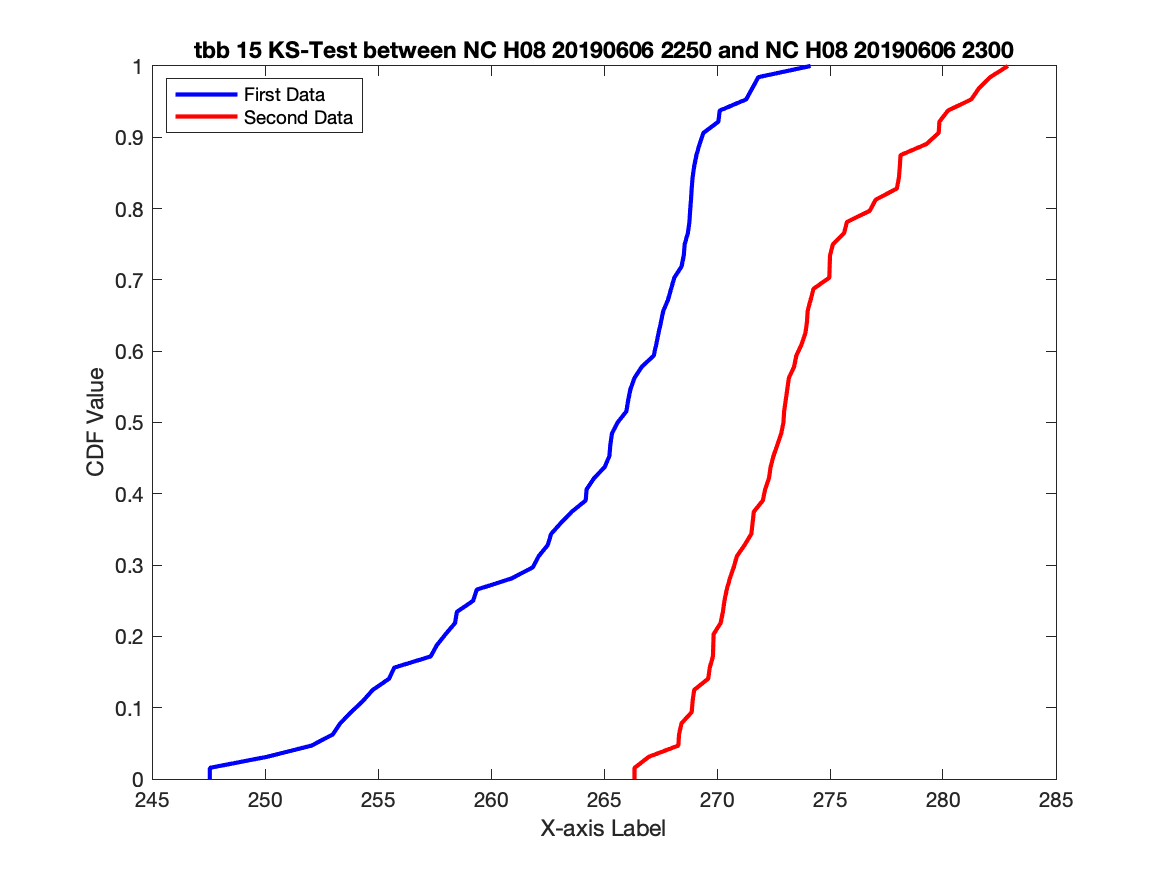 tbb 15 KS-Test between NC H08 20190606 2250 and NC H08 20190606 2300
First Data
Second Data
1
0.9
0.8
0.7
0.6
0.5
0.4
0.3
0.2
0.1
0
CDF Value
245 250 255 260 265 270 275 280 285
X-axis Label